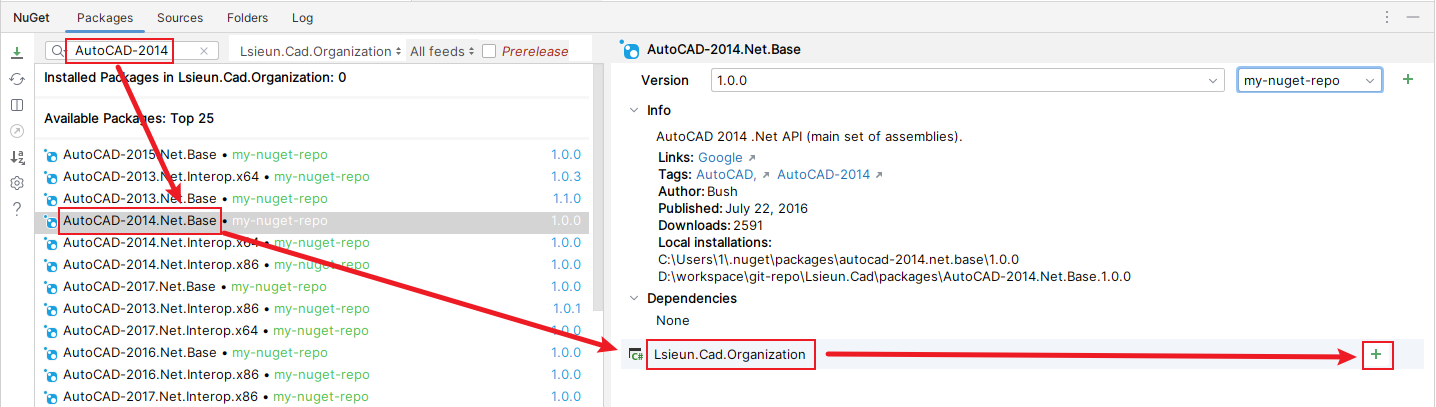 NuGet Packages Sources Folders Log
AutoCAD-2014 Lsieun.Cad.Organization All feeds Prerelease
Installed Packages in Lsieun.Cad.Organization: 0
Available Packages: Top 25
AutoCAD-2015.Net.Base • my-nuget-repo 1.0.0
AutoCAD-2013.Net.Interop.x64 • my-nuget-repo 1.0.3
AutoCAD-2013.Net.Base • my-nuget-repo 1.1.0
AutoCAD-2014.Net.Base • my-nuget-repo 1.0.0
AutoCAD-2014.Net.Interop.x64 • my-nuget-repo 1.0.0
AutoCAD-2014.Net.Interop.x86 • my-nuget-repo 1.0.0
AutoCAD-2017.Net.Base • my-nuget-repo 1.0.0
AutoCAD-2013.Net.Interop.x86 • my-nuget-repo 1.0.1
AutoCAD-2017.Net.Interop.x64 • my-nuget-repo 1.0.0
AutoCAD-2016.Net.Base • my-nuget-repo 1.0.0
AutoCAD-2016.Net.Interop.x86 • my-nuget-repo 1.0.0
AutoCAD-2017.Net.Interop.x86 • my-nuget-repo 1.0.0
AutoCAD-2014.Net.Base
Version 1.0.0 my-nuget-repo
Info
AutoCAD 2014 .Net API (main set of assemblies).
Links: Google
Tags: AutoCAD, AutoCAD-2014
Author: Bush
Published: July 22, 2016
Downloads: 2591
Local installations:
C:\Users\1\.nuget\packages\autocad-2014.net.base\1.0.0
D:\workspace\git-repo\Lsieun.Cad\packages\AutoCAD-2014.Net.Base.1.0.0
Dependencies
None
C# Lsieun.Cad.Organization